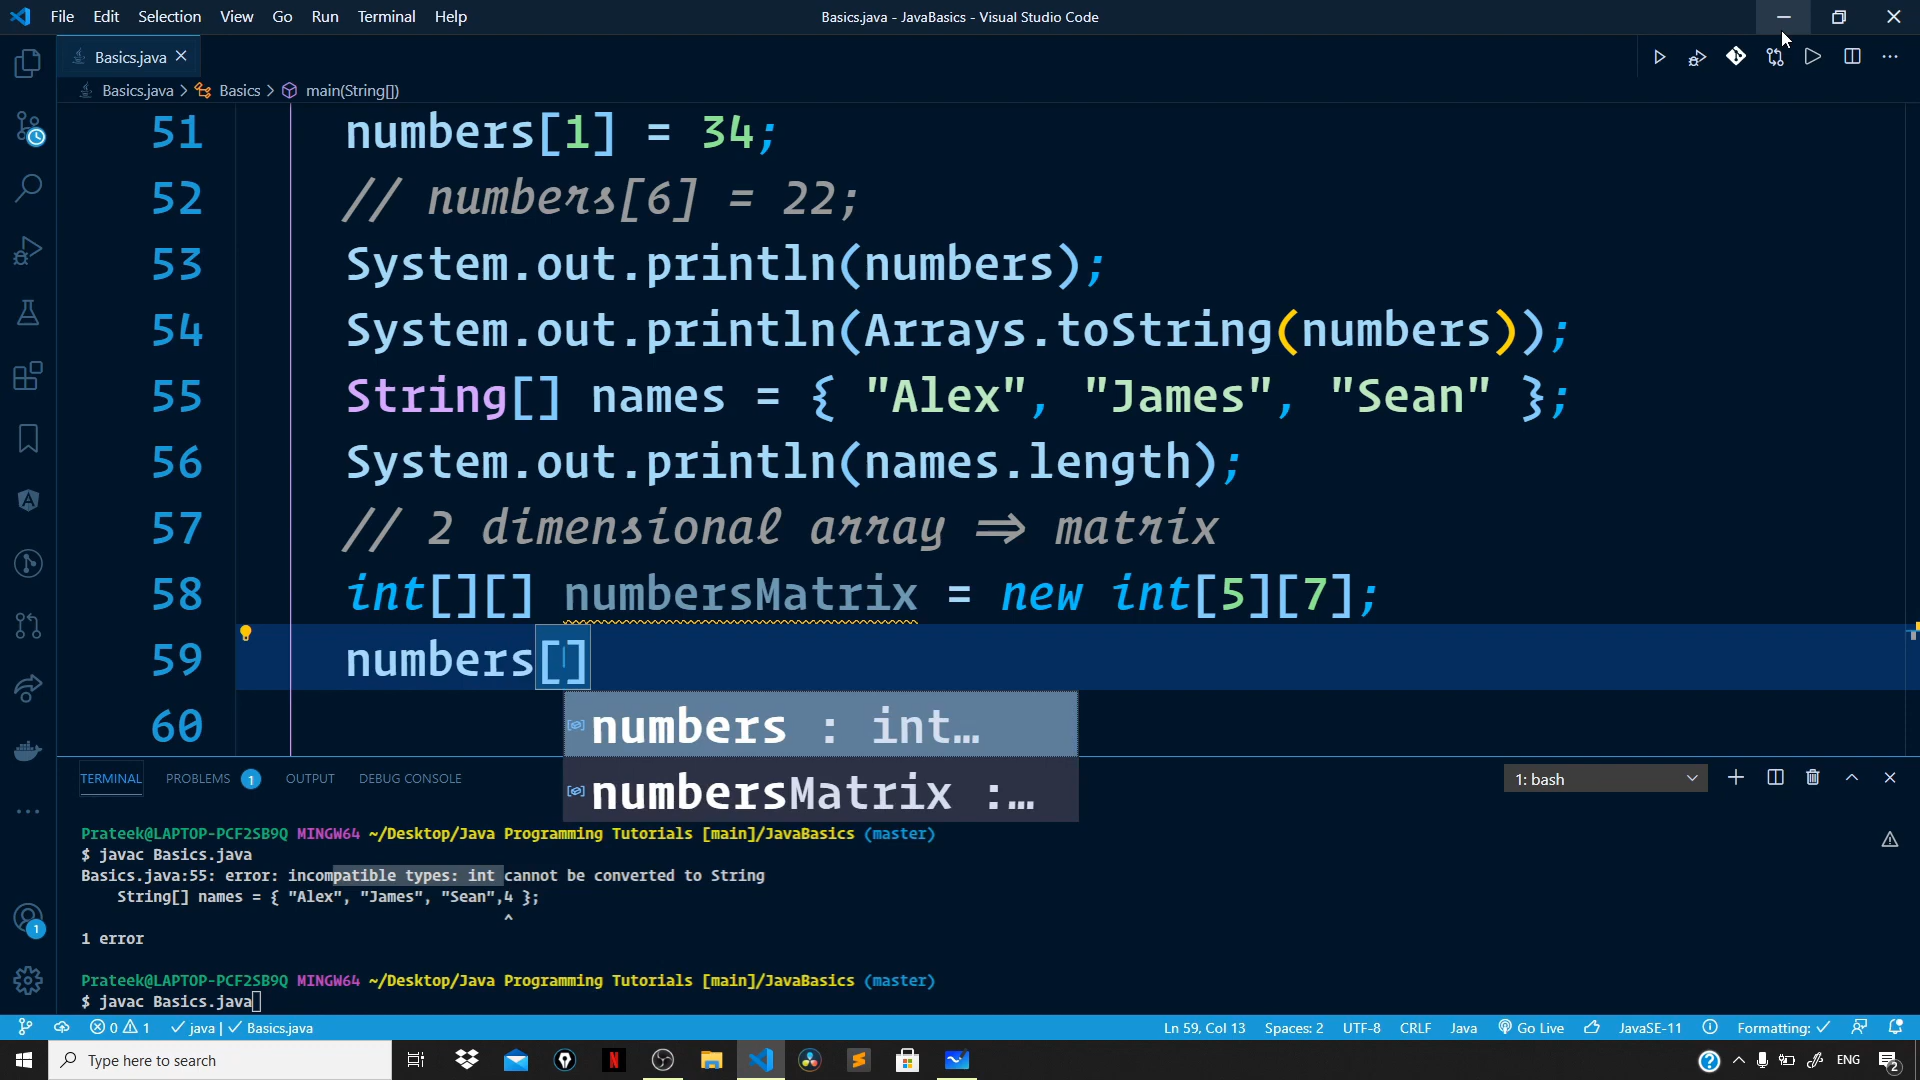 File Edit Selection View Go Run Terminal Help
Basics.java - JavaBasics - Visual Studio Code
Basics.java
Basics.java > Basics > main(String[])
51 numbers[1] = 34;
52 // numbers[6] = 22;
53 System.out.println(numbers);
54 System.out.println(Arrays.toString(numbers));
55 String[] names = { "Alex", "James", "Sean" };
56 System.out.println(names.length);
57 // 2 dimensional array => matrix
58 int[][] numbersMatrix = new int[5][7];
59 numbers[]
60
numbers : int…
numbersMatrix :…
TERMINAL PROBLEMS 1 OUTPUT DEBUG CONSOLE 1: bash
Prateek@LAPTOP-PCF2SB9Q MINGW64 ~/Desktop/Java Programming Tutorials [main]/JavaBasics (master)
$ javac Basics.java
Basics.java:55: error: incompatible types: int cannot be converted to String
String[] names = { "Alex", "James", "Sean",4 };
^
1 error
Prateek@LAPTOP-PCF2SB9Q MINGW64 ~/Desktop/Java Programming Tutorials [main]/JavaBasics (master)
$ javac Basics.java
1
0 1 java | Basics.java Ln 59, Col 13 Spaces: 2 UTF-8 CRLF Java Go Live JavaSE-11 Formatting:
Type here to search ENG 2